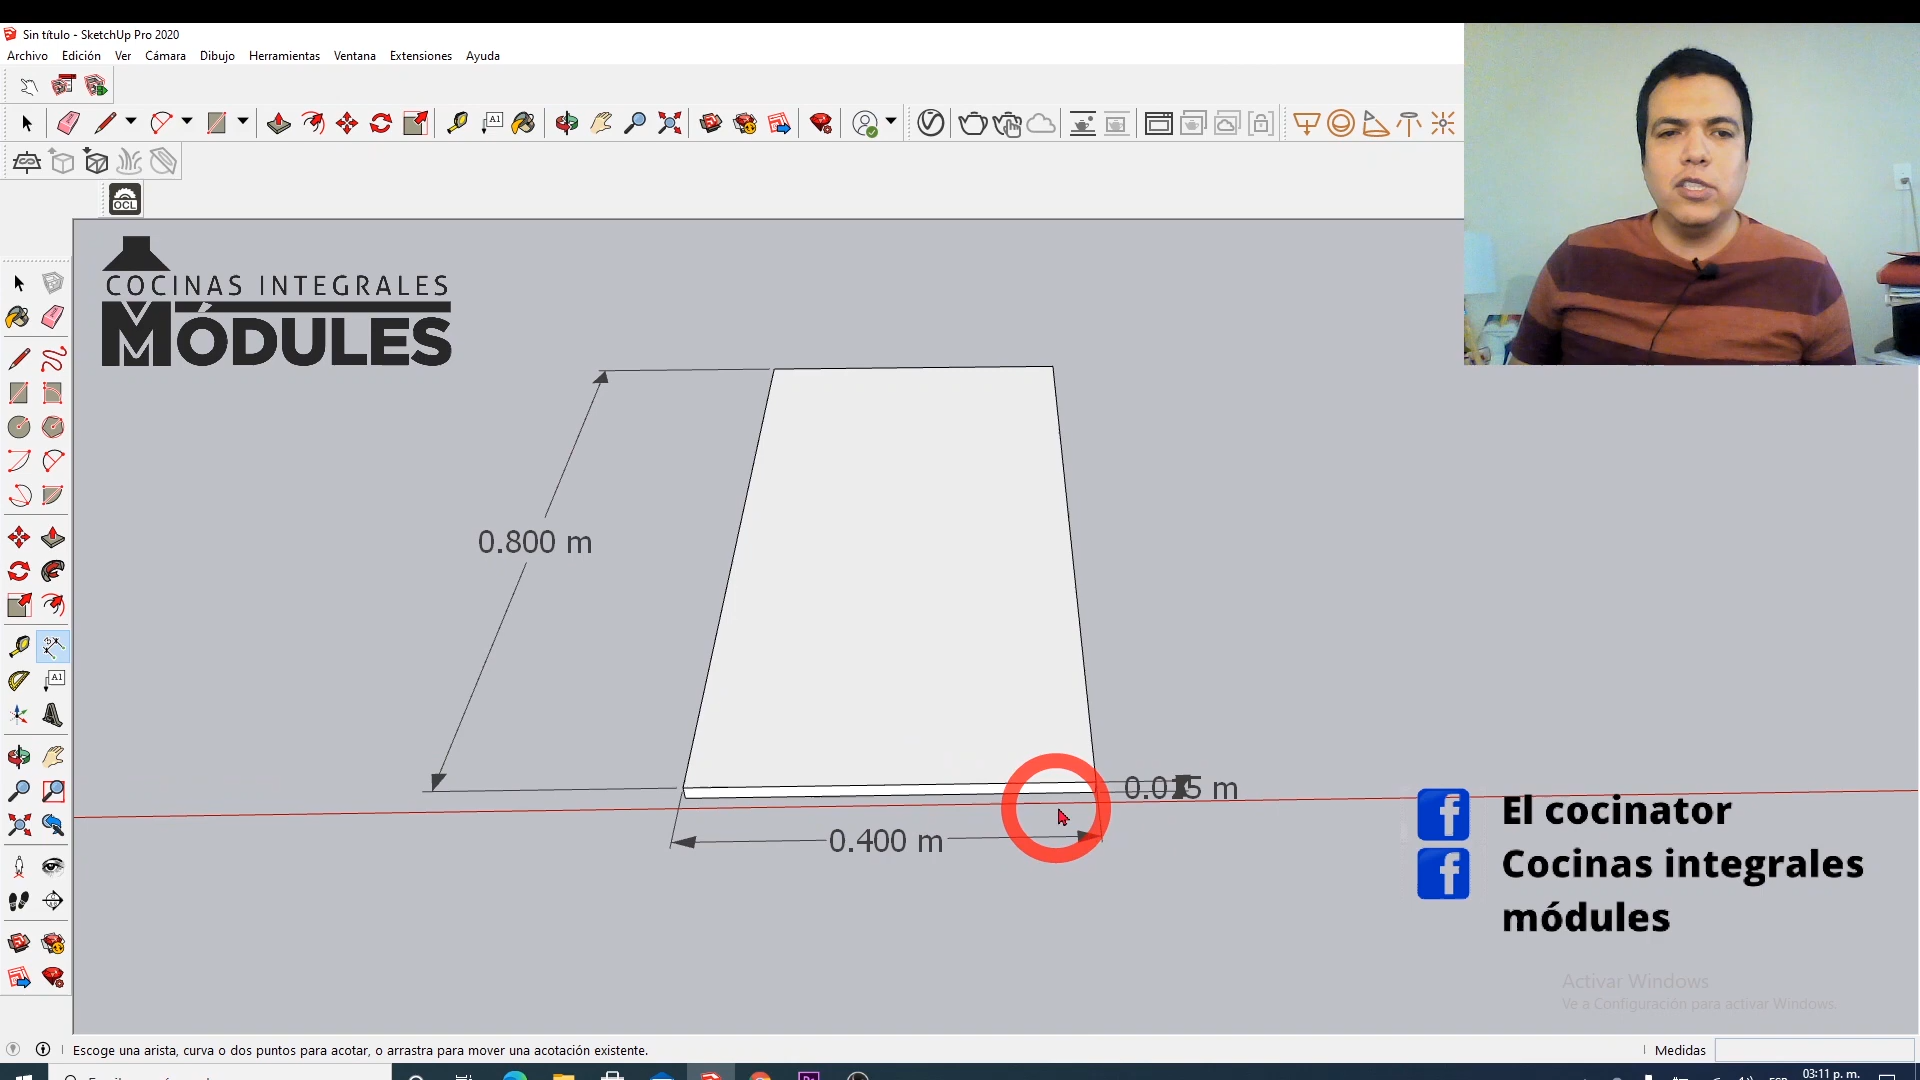 Sin título - SketchUp Pro 2020
Archivo Edición Ver Cámara Dibujo Herramientas Ventana Extensiones Ayuda
A1
OCL
COCINAS INTEGRALES
MÓDULES
A1
0.800 m
0.400 m
El cocinator
Cocinas integrales
módules
Activar Windows
Ve a Configuración para activar Windows.
Escoge una arista, curva o dos puntos para acotar, o arrastra para mover una acotación existente.
Medidas
03:11 p. m.